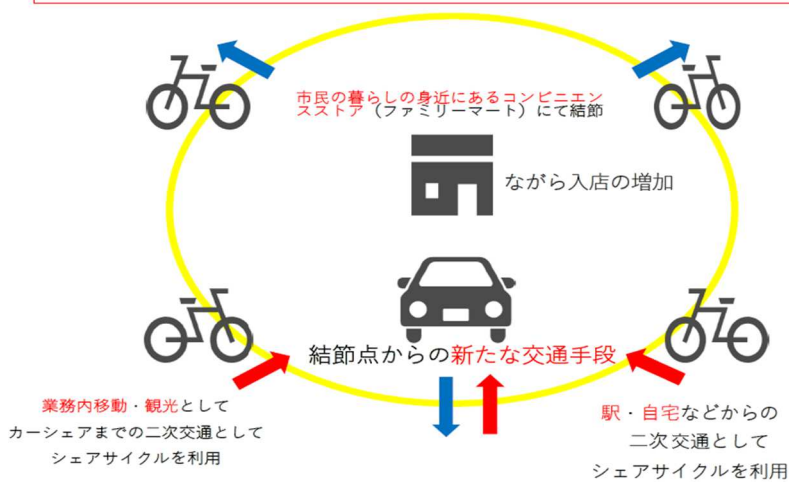 市民の暮らしの身近にあるコンビニエン
スストア（ファミリーマート）にて結節
ながら入店の増加
結節点からの新たな交通手段
業務内移動・観光として
カーシェアまでの二次交通として
シェアサイクルを利用
駅・自宅などからの
二次交通として
シェアサイクルを利用